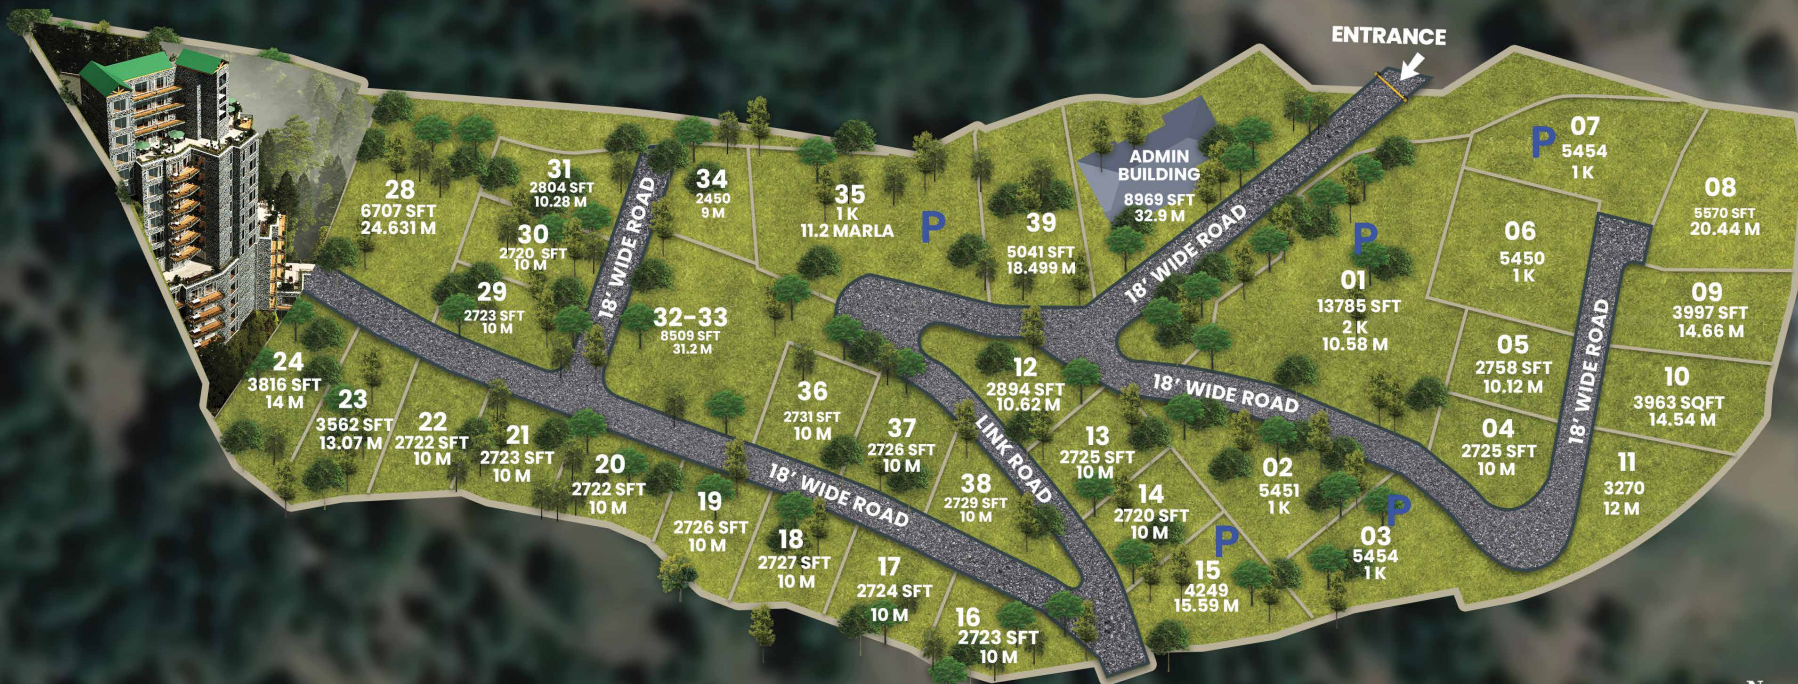 ENTRANCE
07
P
5454
1 K
08
5570 SFT
20.44 M
06
5450
1 K
09
3997 SFT
14.66 M
10
3963 SQFT
14.54 M
11
3270
12 M
05
2758 SFT
10.12 M
04
2725 SFT
10 M
18' WIDE ROAD
P
01
13785 SFT
2 K
10.58 M
18' WIDE ROAD
ADMIN
BUILDING
8969 SFT
32.9 M
39
5041 SFT
18.499 M
35
1 K
11.2 MARLA
P
34
2450
9 M
18' WIDE ROAD
31
2804 SFT
10.28 M
30
2720 SFT
10 M
29
2723 SFT
10 M
28
6707 SFT
24.631 M
32-33
8509 SFT
31.2 M
24
3816 SFT
14 M
23
3562 SFT
13.07 M
22
2722 SFT
10 M
21
2723 SFT
10 M
20
2722 SFT
10 M
19
2726 SFT
10 M
18
2727 SFT
10 M
17
2724 SFT
10 M
16
2723 SFT
10 M
18' WIDE ROAD
36
2731 SFT
10 M
37
2726 SFT
10 M
38
2729 SFT
10 M
LINK ROAD
12
2894 SFT
10.62 M
18' WIDE ROAD
13
2725 SFT
10 M
14
2720 SFT
10 M
P
15
4249
15.59 M
02
5451
1 K
P
03
5454
1 K